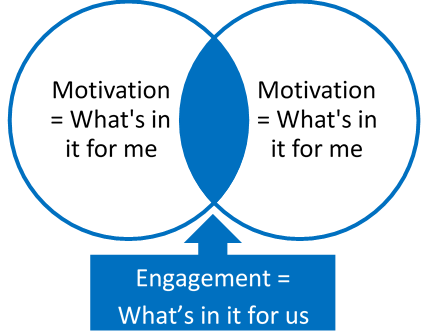 Motivation
= What's in
it for me
Motivation
= What's in
it for me
Engagement =
What’s in it for us